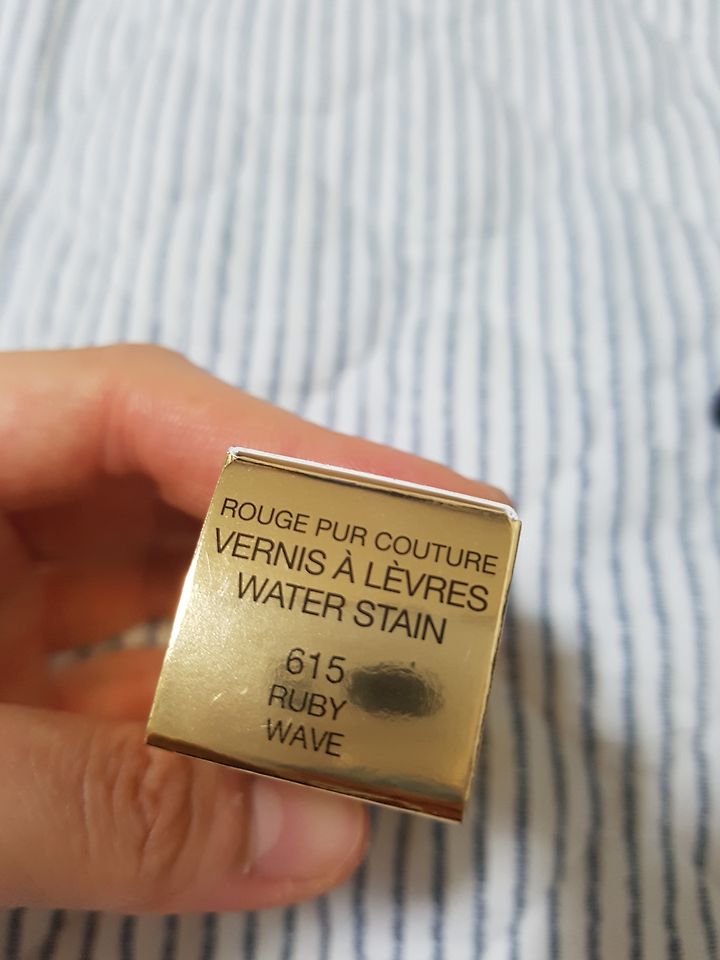 ROUGE PUR COUTURE
VERNIS À LÈVRES
WATER STAIN
615
RUBY
WAVE